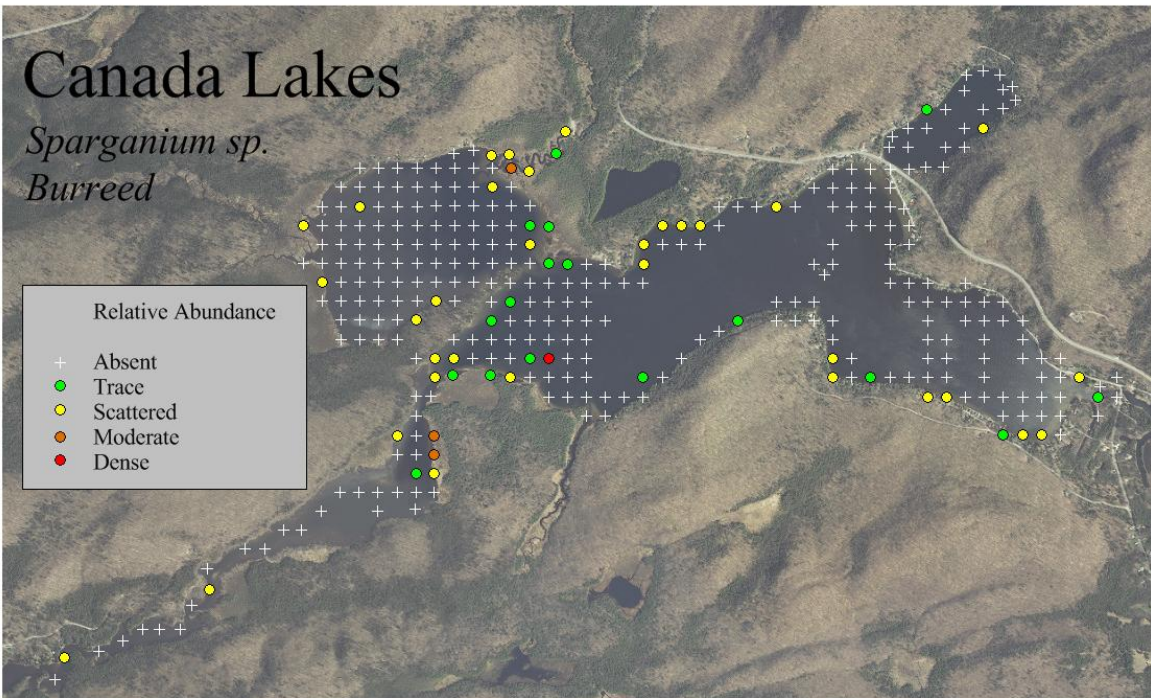 Canada Lakes
Sparganium sp.
Burreed
Relative Abundance
Absent
Trace
Scattered
Moderate
Dense